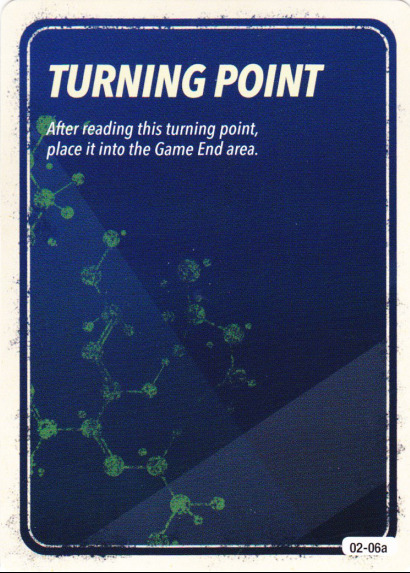 TURNING POINT
After reading this turning point,
place it into the Game End area.
02-06a